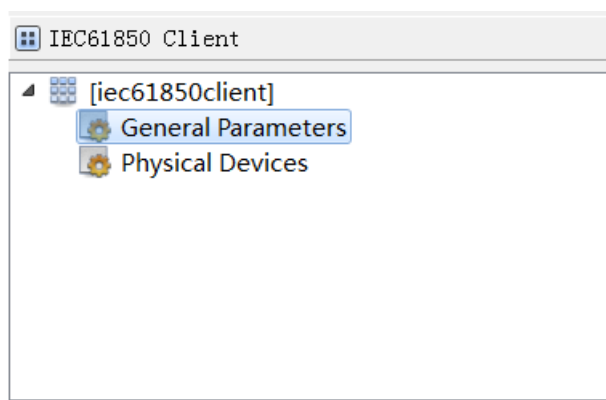 IEC61850 Client
[iec61850client]
General Parameters
Physical Devices